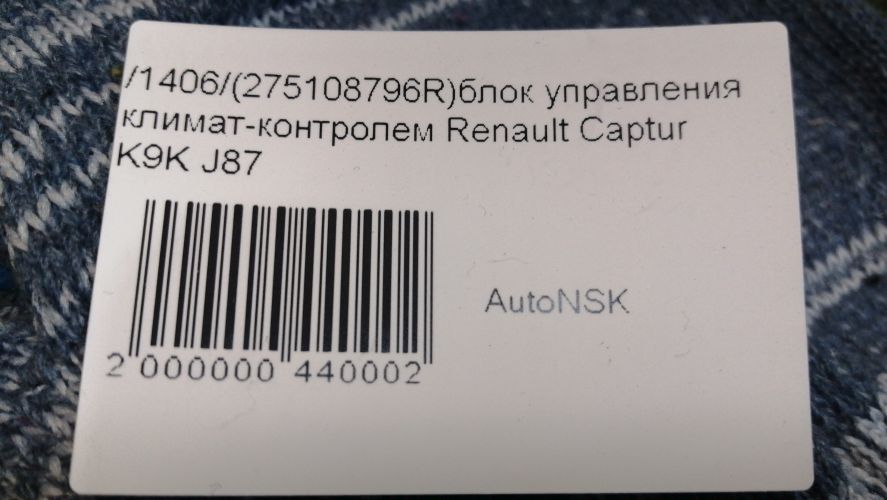 /1406/(275108796R)блок управления
климат-контролем Renault Captur
K9K J87
AutoNSK
2 000000 440002